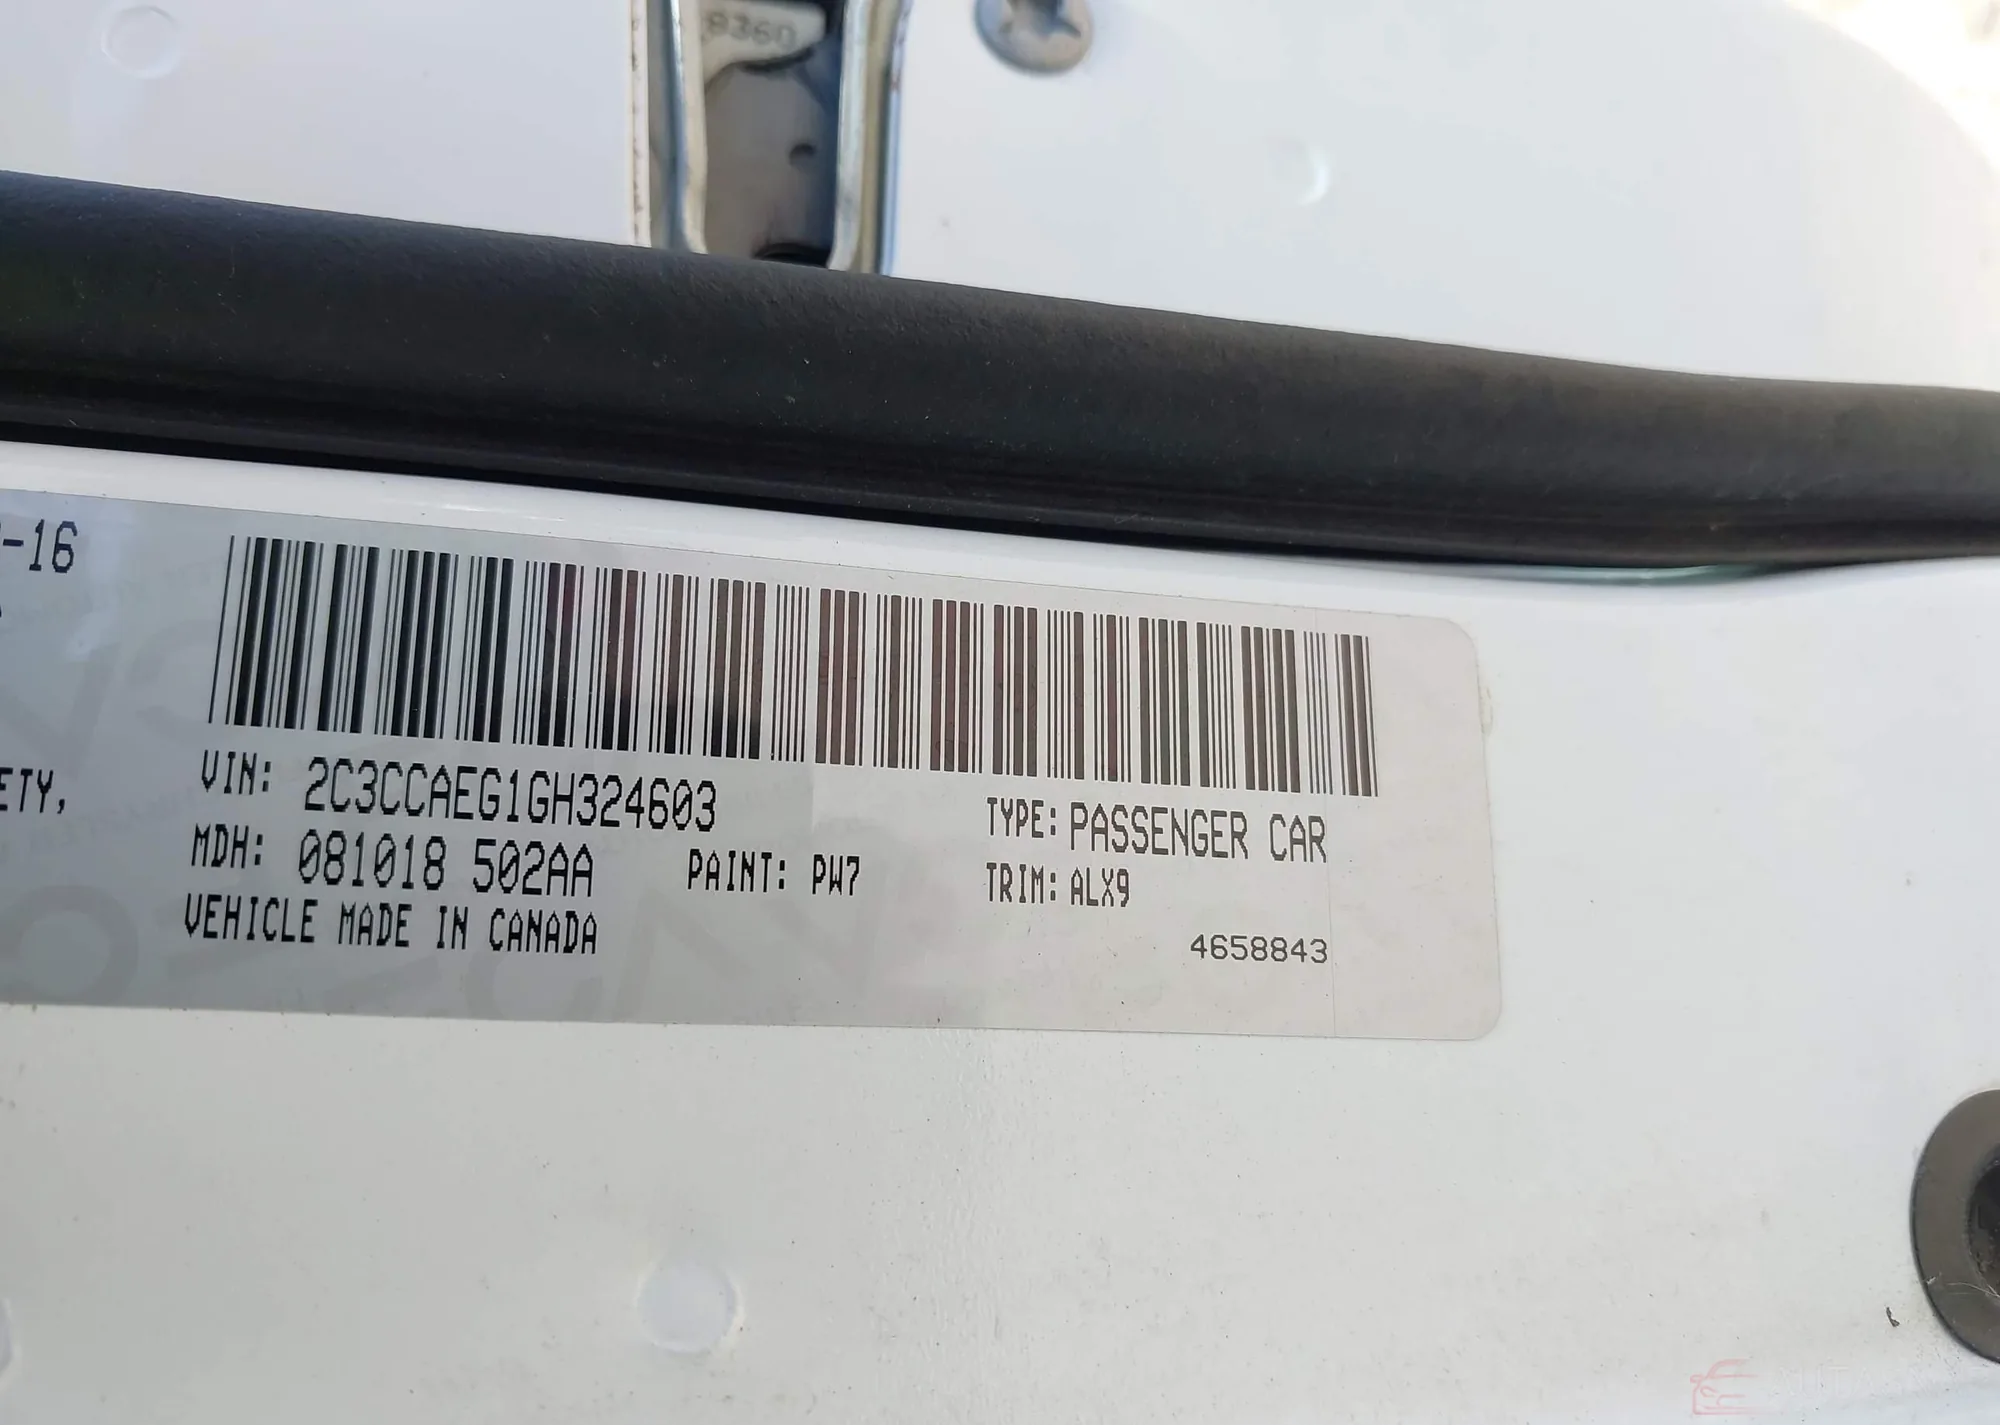 8360
-16
VIN: 2C3CCAEG1GH324603
TYPE: PASSENGER CAR
ETY,
MDH: 081018 502AA
PAINT: PW7
TRIM: ALX9
VEHICLE MADE IN CANADA
4658843